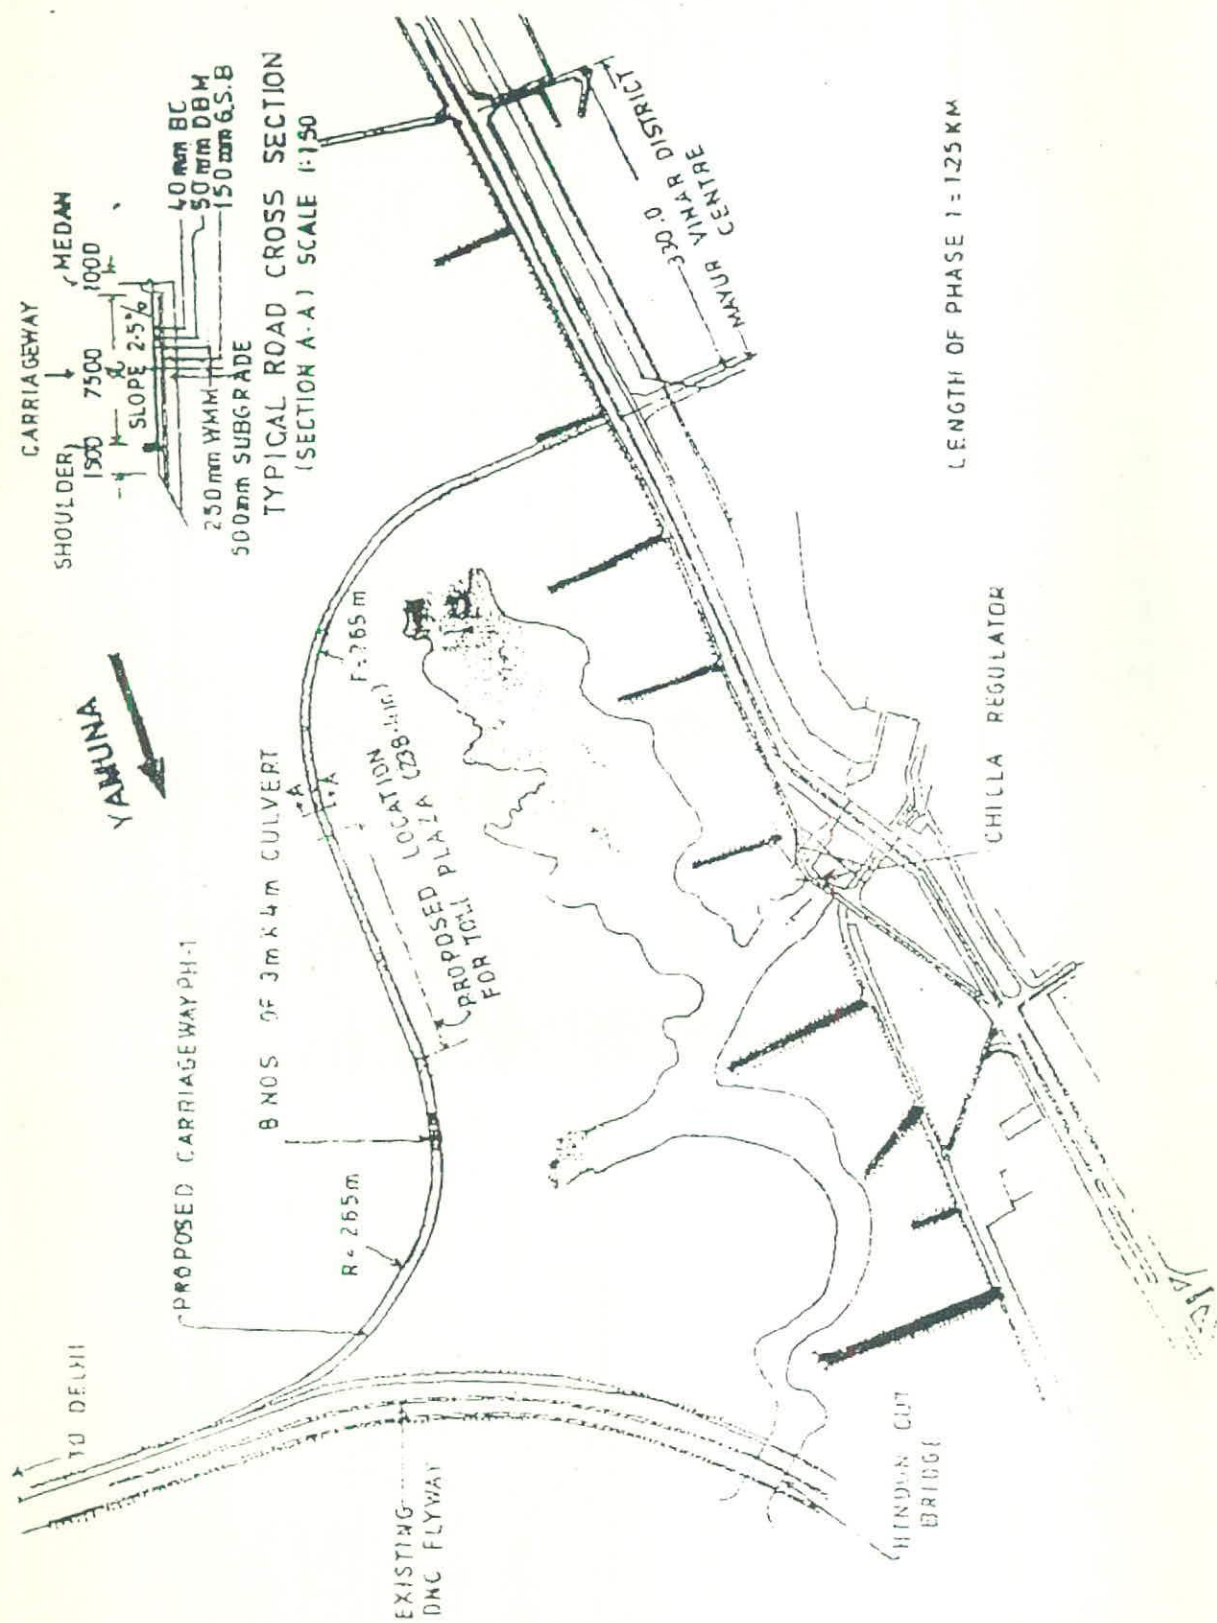 CARRIAGEWAY
SHOULDER
MEDAN
1500 7500 1000
SLOPE 2.5%
40mm BC
50mm DBM
150mm G.S.B
250mm WMM
500mm SUBGRADE
TYPICAL ROAD CROSS SECTION
(SECTION A-A) SCALE 1:150
YAMUNA
TO DELHI
PROPOSED CARRIAGEWAY PH-1
8 NOS OF 3m X 4m CULVERT
R=265m
A
A
PROPOSED LOCATION
FOR TOLL PLAZA
330.0
MAYUR VIHAR DISTRICT
CENTRE
EXISTING
DNC FLYWAY
HINDON CUT
BRIDGE
CHILLA REGULATOR
LENGTH OF PHASE 1 = 1.25KM